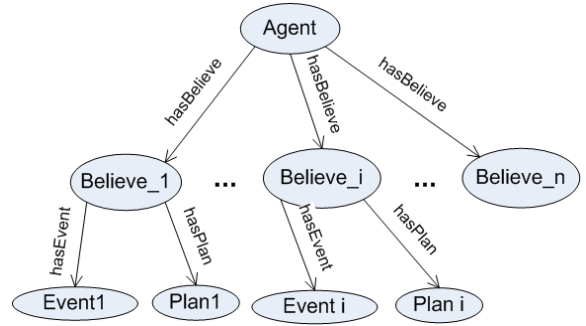 Agent
hasBelieve
hasBelieve
hasBelieve
Believe_1
...
Believe_i
...
Believe_n
hasEvent
hasPlan
hasEvent
hasPlan
Event1
Plan1
Event i
Plan i